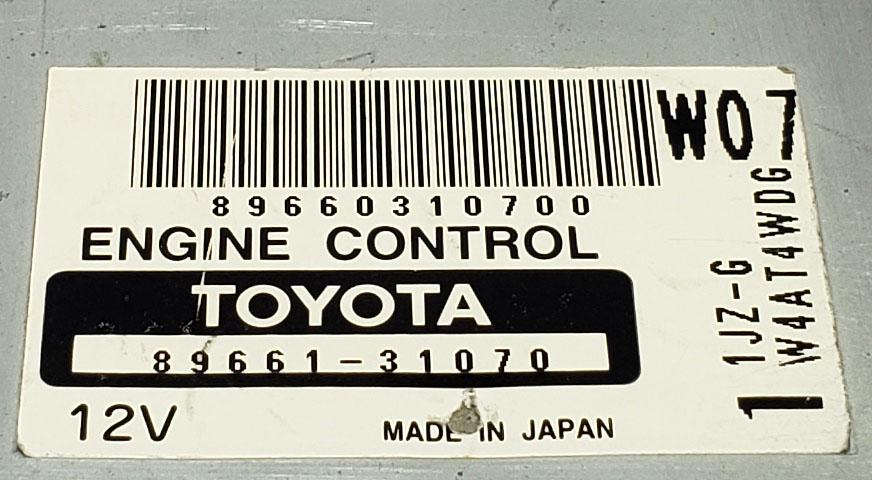 89660310700
ENGINE CONTROL
TOYOTA
89661-31070
12V
MADE IN JAPAN
W07
1JZ-G
W4AT4WDG
1